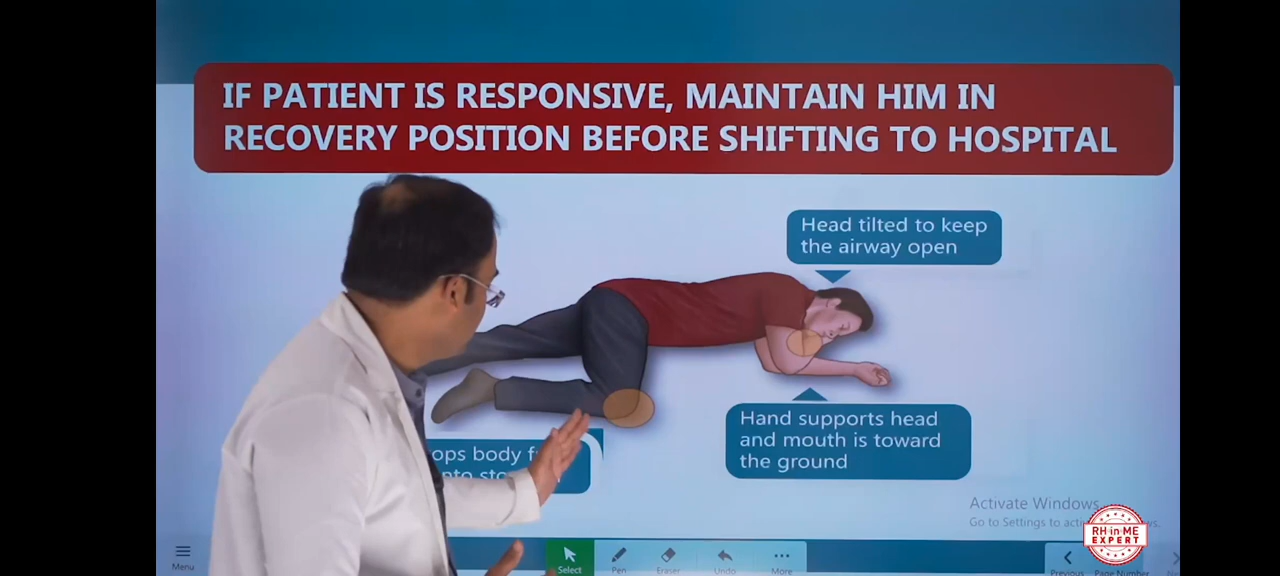 IF PATIENT IS RESPONSIVE, MAINTAIN HIM IN
RECOVERY POSITION BEFORE SHIFTING TO HOSPITAL
Head tilted to keep
the airway open
Hand supports head
and mouth is toward
the ground
ops body
Activate Windows
Go to Settings to
RH in ME
EXPERT
Menu
Select
Pen
Eraser
Undo
More
Previous
Page Number